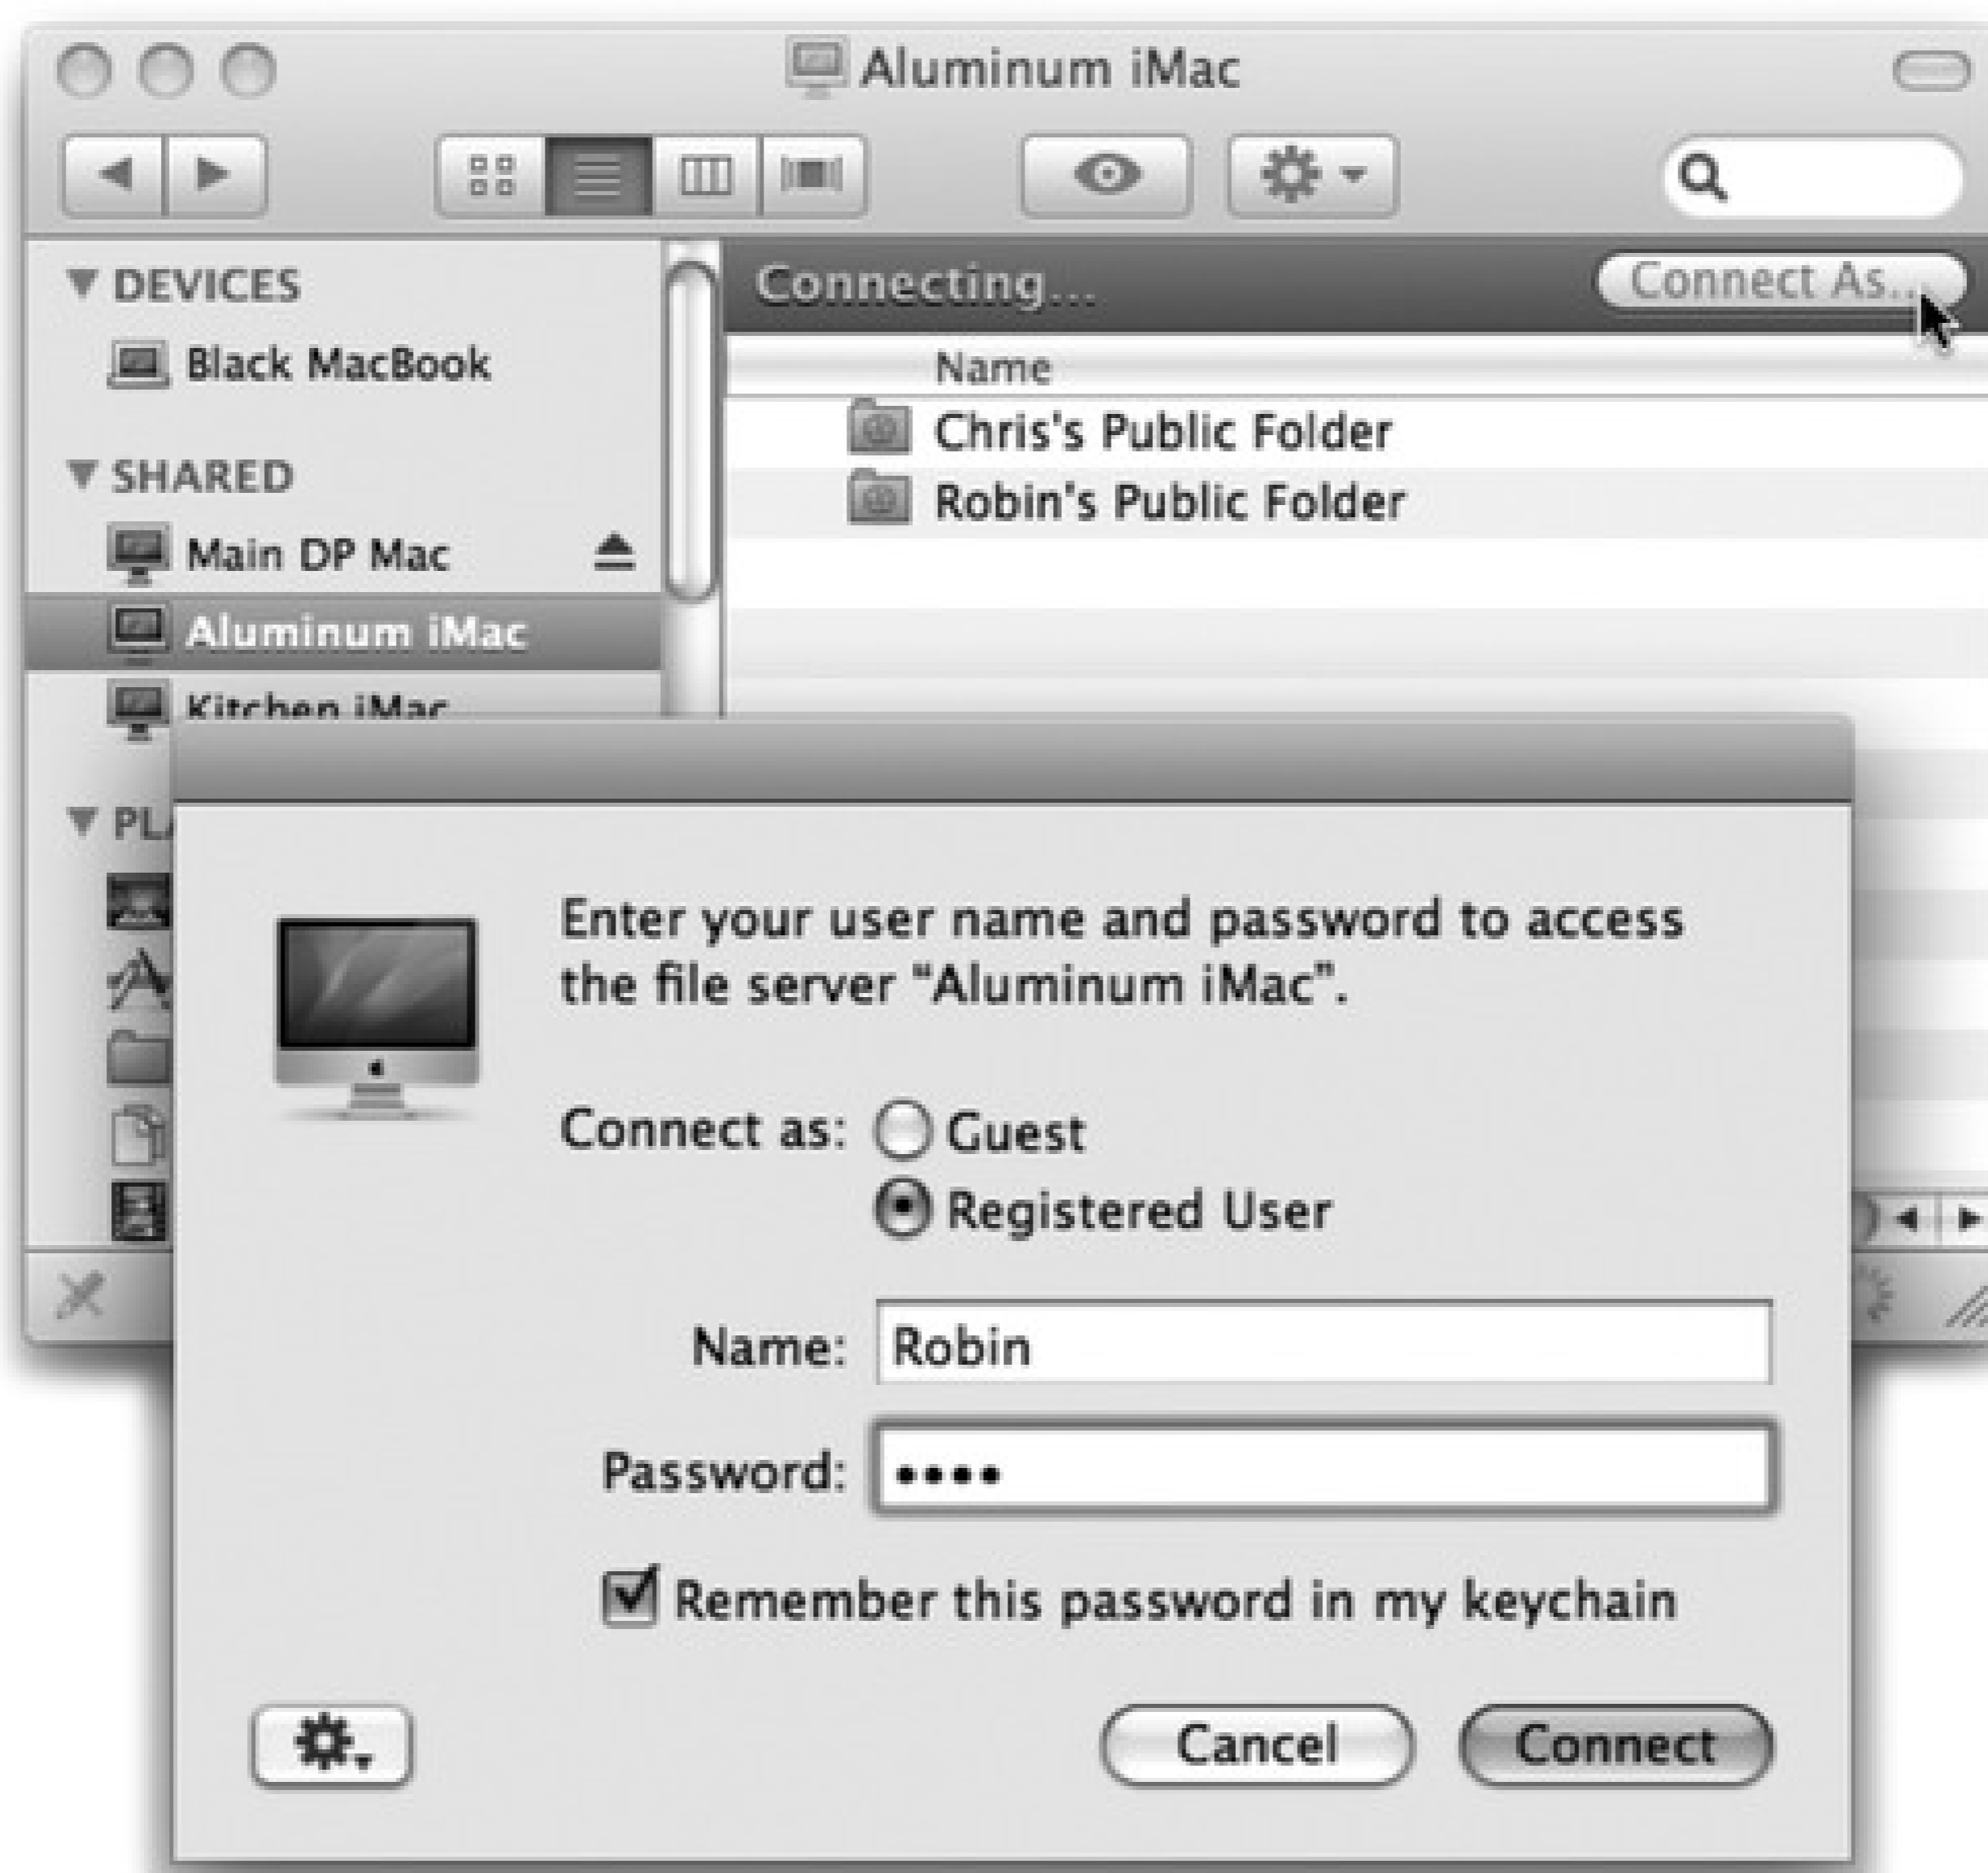 Aluminum iMac
DEVICES
Black MacBook
SHARED
Main DP Mac
Aluminum iMac
Kitchen iMac
Connecting...
Connect As...
Name
Chris's Public Folder
Robin's Public Folder
Enter your user name and password to access
the file server “Aluminum iMac”.
Connect as:
Guest
Registered User
Name:
Robin
Password:
Remember this password in my keychain
Cancel
Connect